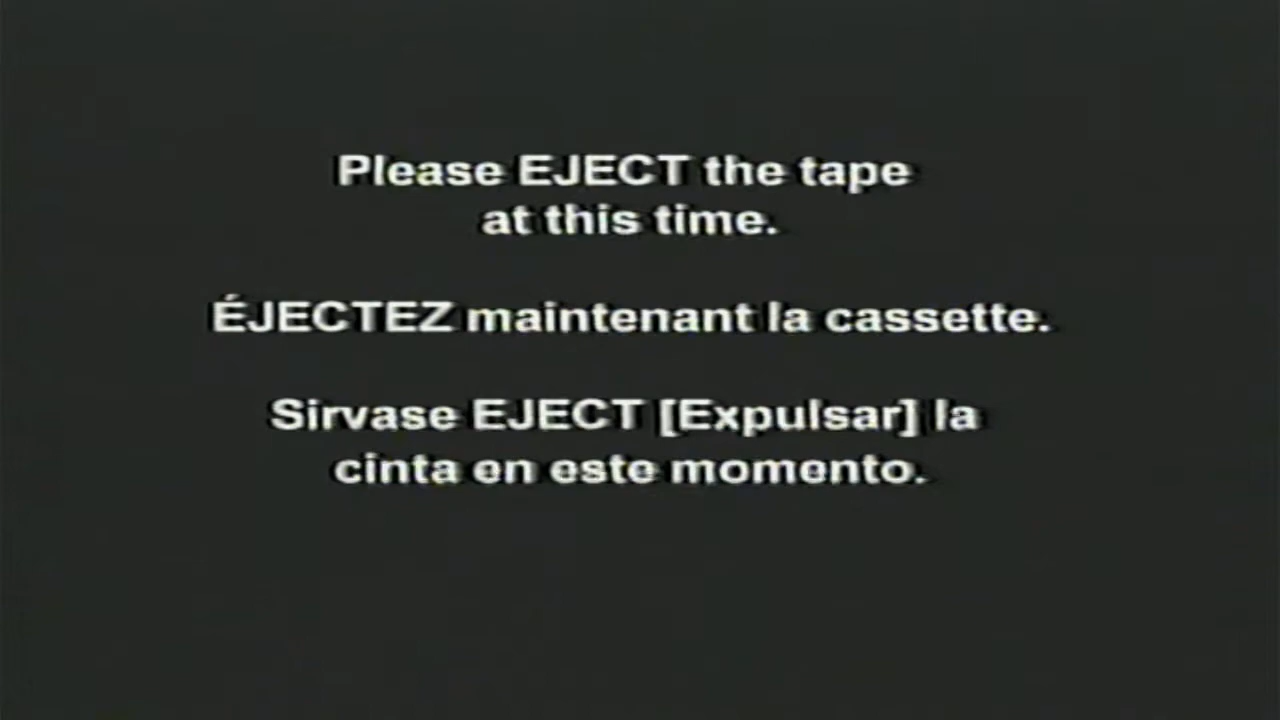 Please EJECT the tape
at this time.
ÉJECTEZ maintenant la cassette.
Sirvase EJECT [Expulsar] la
cinta en este momento.